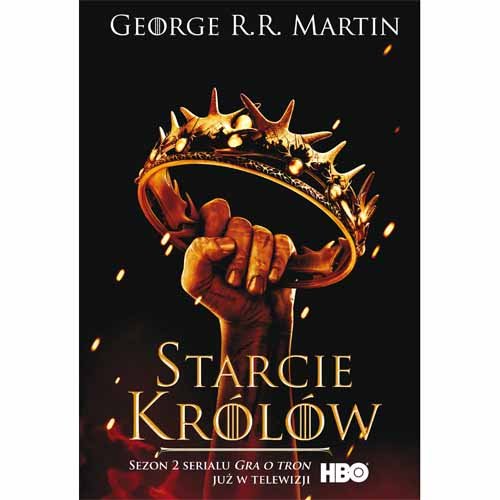 GEORGE R.R. MARTIN
STARCIE
KRÓLÓW
SEZON 2 SERIALU GRA O TRON
JUŻ W TELEWIZJI
HBO